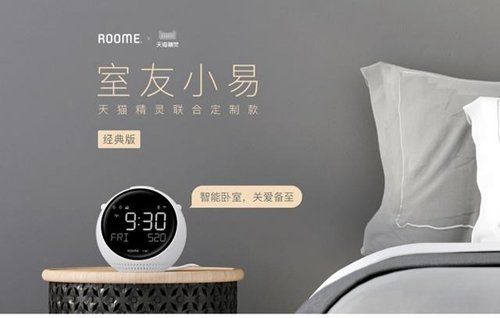 ROOME. × 天猫精灵
室友小易
天猫精灵联合定制款
经典版
智能卧室，关爱备至
9:30
FRI 520
ROOME